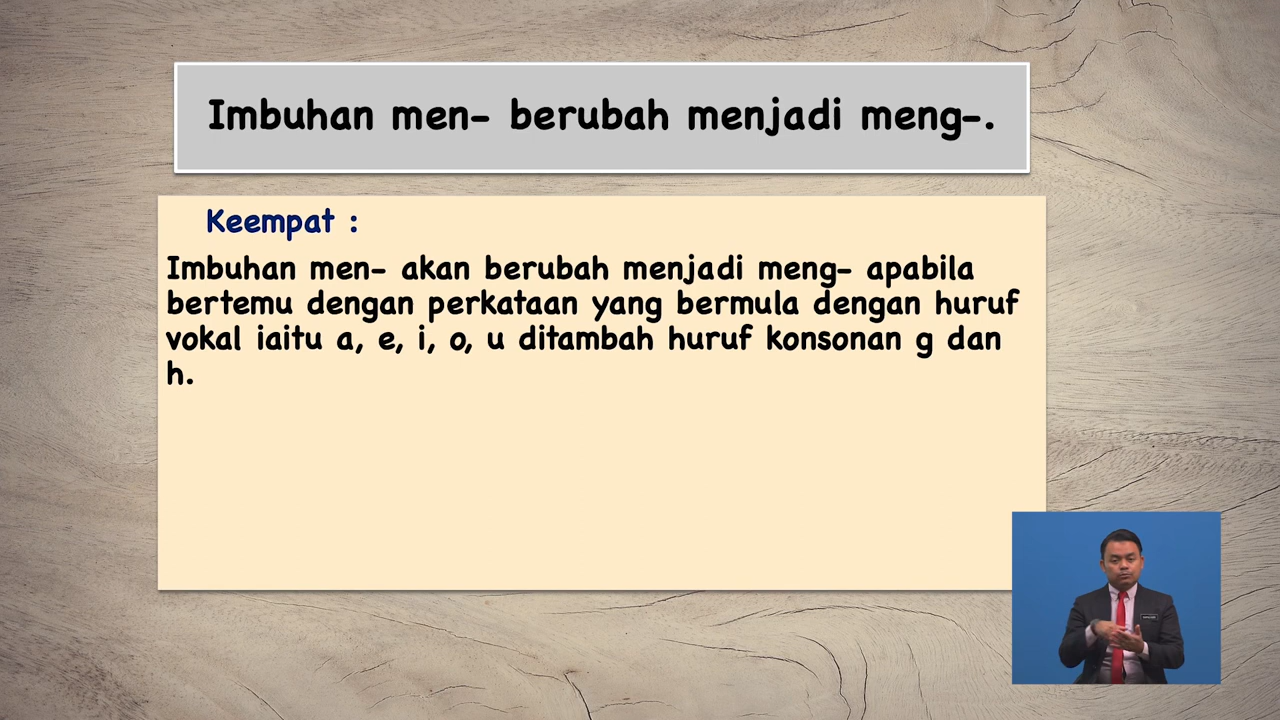 Imbuhan men- berubah menjadi meng-.
Keempat :
Imbuhan men- akan berubah menjadi meng- apabila
bertemu dengan perkataan yang bermula dengan huruf
vokal iaitu a, e, i, o, u ditambah huruf konsonan g dan
h.